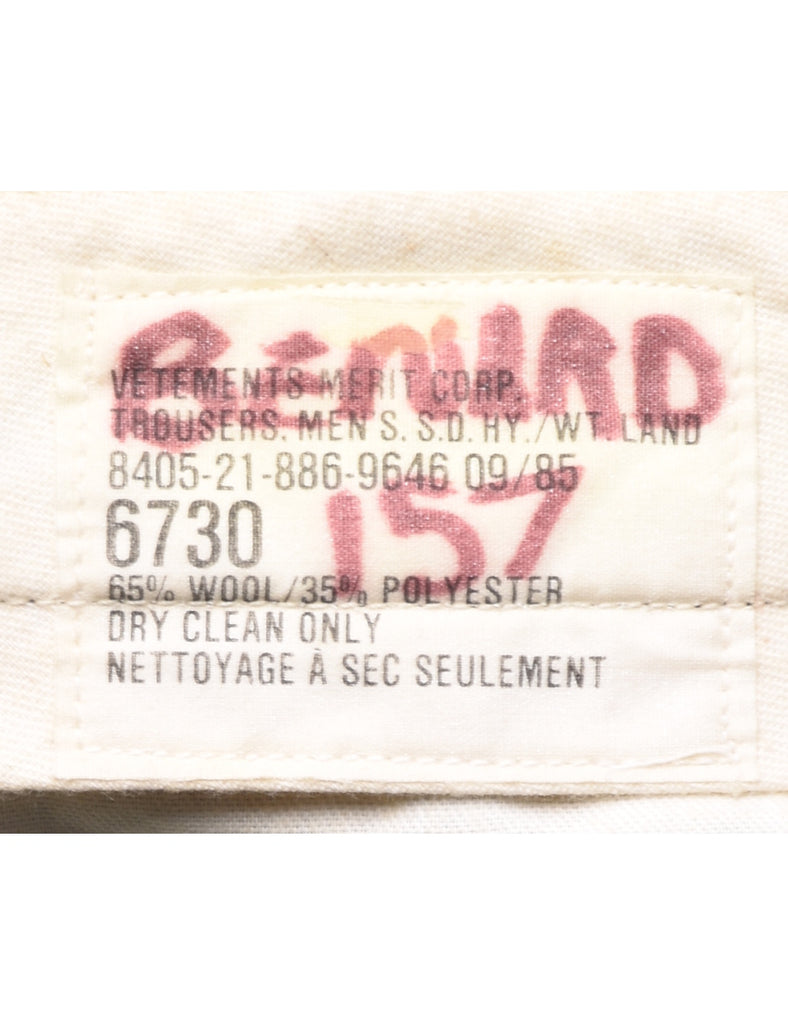 VÊTEMENTS MERIT CORP.
TROUSERS. MEN S. S.D. HY./WT. LAND
8405-21-886-9646 09/85
157
6730
65% WOOL/35% POLYESTER
DRY CLEAN ONLY
NETTOYAGE À SEC SEULEMENT